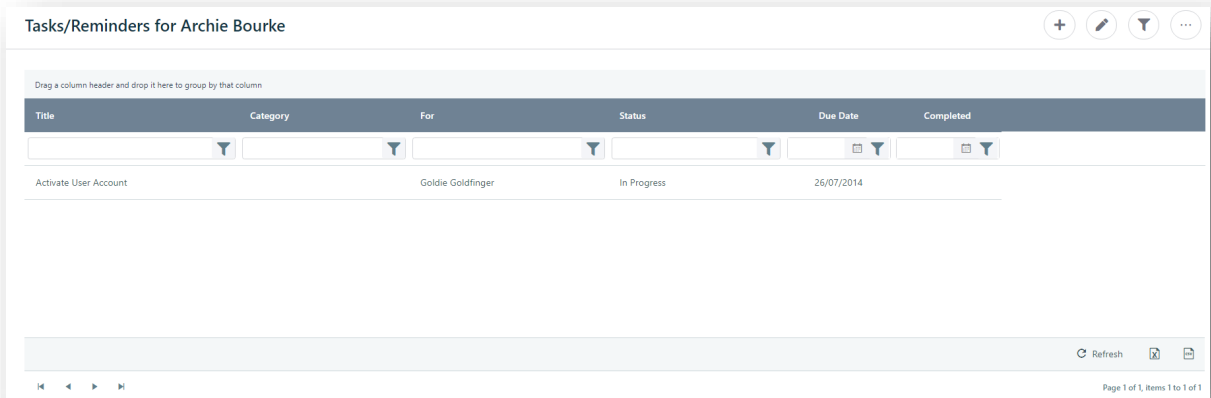 Tasks/Reminders for Archie Bourke
Drag a column header and drop it here to group by that column
Title Category For Status Due Date Completed
Activate User Account Goldie Goldfinger In Progress 26/07/2014
Refresh
Page 1 of 1, items 1 to 1 of 1